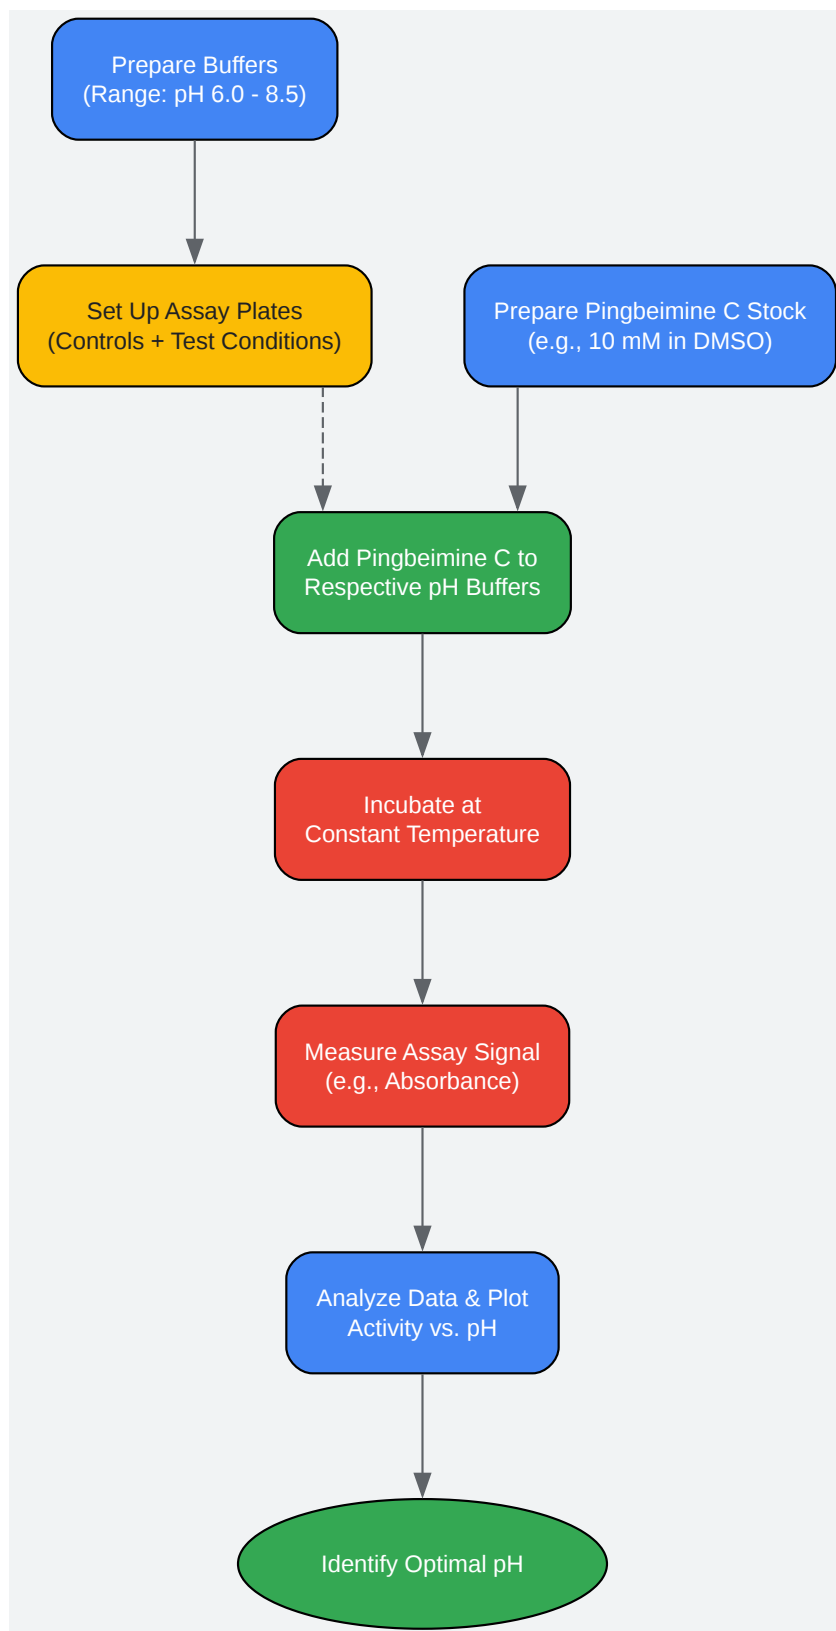 Prepare Buffers
(Range: pH 6.0 - 8.5)
Set Up Assay Plates
(Controls + Test Conditions)
Prepare Pingbeimine C Stock
(e.g., 10 mM in DMSO)
Add Pingbeimine C to
Respective pH Buffers
Incubate at
Constant Temperature
Measure Assay Signal
(e.g., Absorbance)
Analyze Data & Plot
Activity vs. pH
Identify Optimal pH